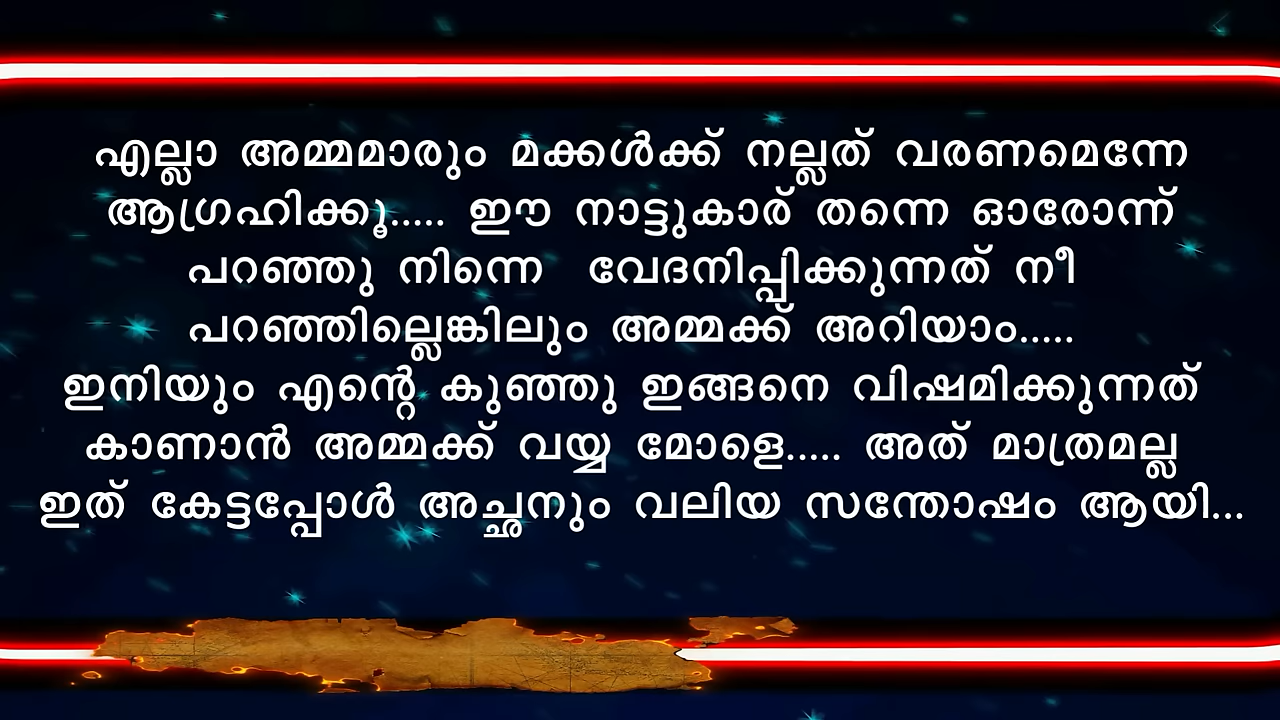 എല്ലാ അമ്മമാരും മക്കൾക്ക് നല്ലത് വരണമെന്നേ
ആഗ്രഹിക്കൂ..... ഈ നാട്ടുകാര് തന്നെ ഓരോന്ന്
പറഞ്ഞു നിന്നെ വേദനിപ്പിക്കുന്നത് നീ
പറഞ്ഞില്ലെങ്കിലും അമ്മക്ക് അറിയാം.....
ഇനിയും എന്റെ കുഞ്ഞു ഇങ്ങനെ വിഷമിക്കുന്നത്
കാണാൻ അമ്മക്ക് വയ്യ മോളെ..... അത് മാത്രമല്ല
ഇത് കേട്ടപ്പോൾ അച്ഛനും വലിയ സന്തോഷം ആയി...